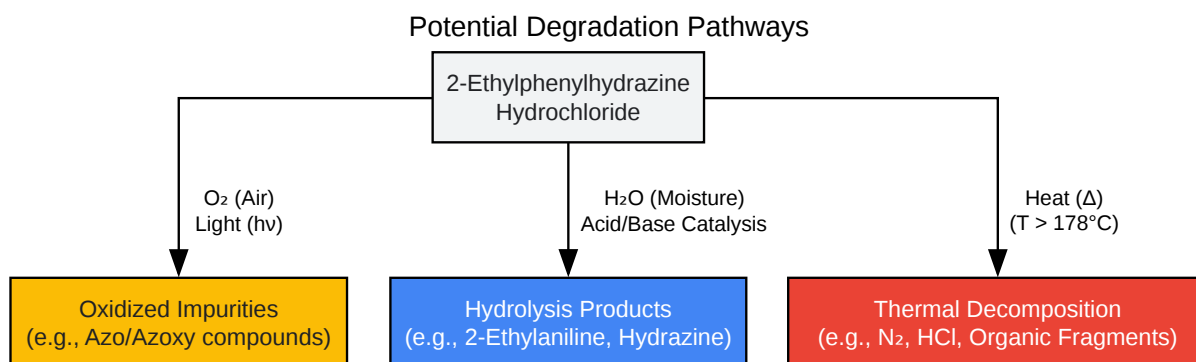 Potential Degradation Pathways
2-Ethylphenylhydrazine
Hydrochloride
O₂ (Air)
Light (hν)
H₂O (Moisture)
Acid/Base Catalysis
Heat (Δ)
(T > 178°C)
Oxidized Impurities
(e.g., Azo/Azoxy compounds)
Hydrolysis Products
(e.g., 2-Ethylaniline, Hydrazine)
Thermal Decomposition
(e.g., N₂, HCl, Organic Fragments)